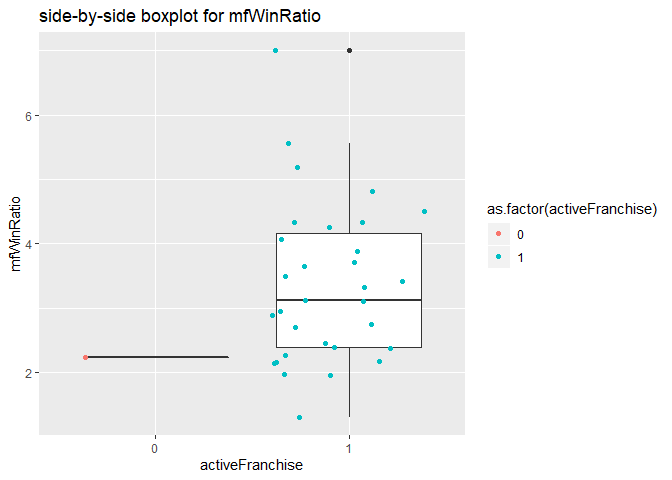 side-by-side boxplot for mfWinRatio
mfWinRatio
6
4
2
0
1
activeFranchise
as.factor(activeFranchise)
0
1